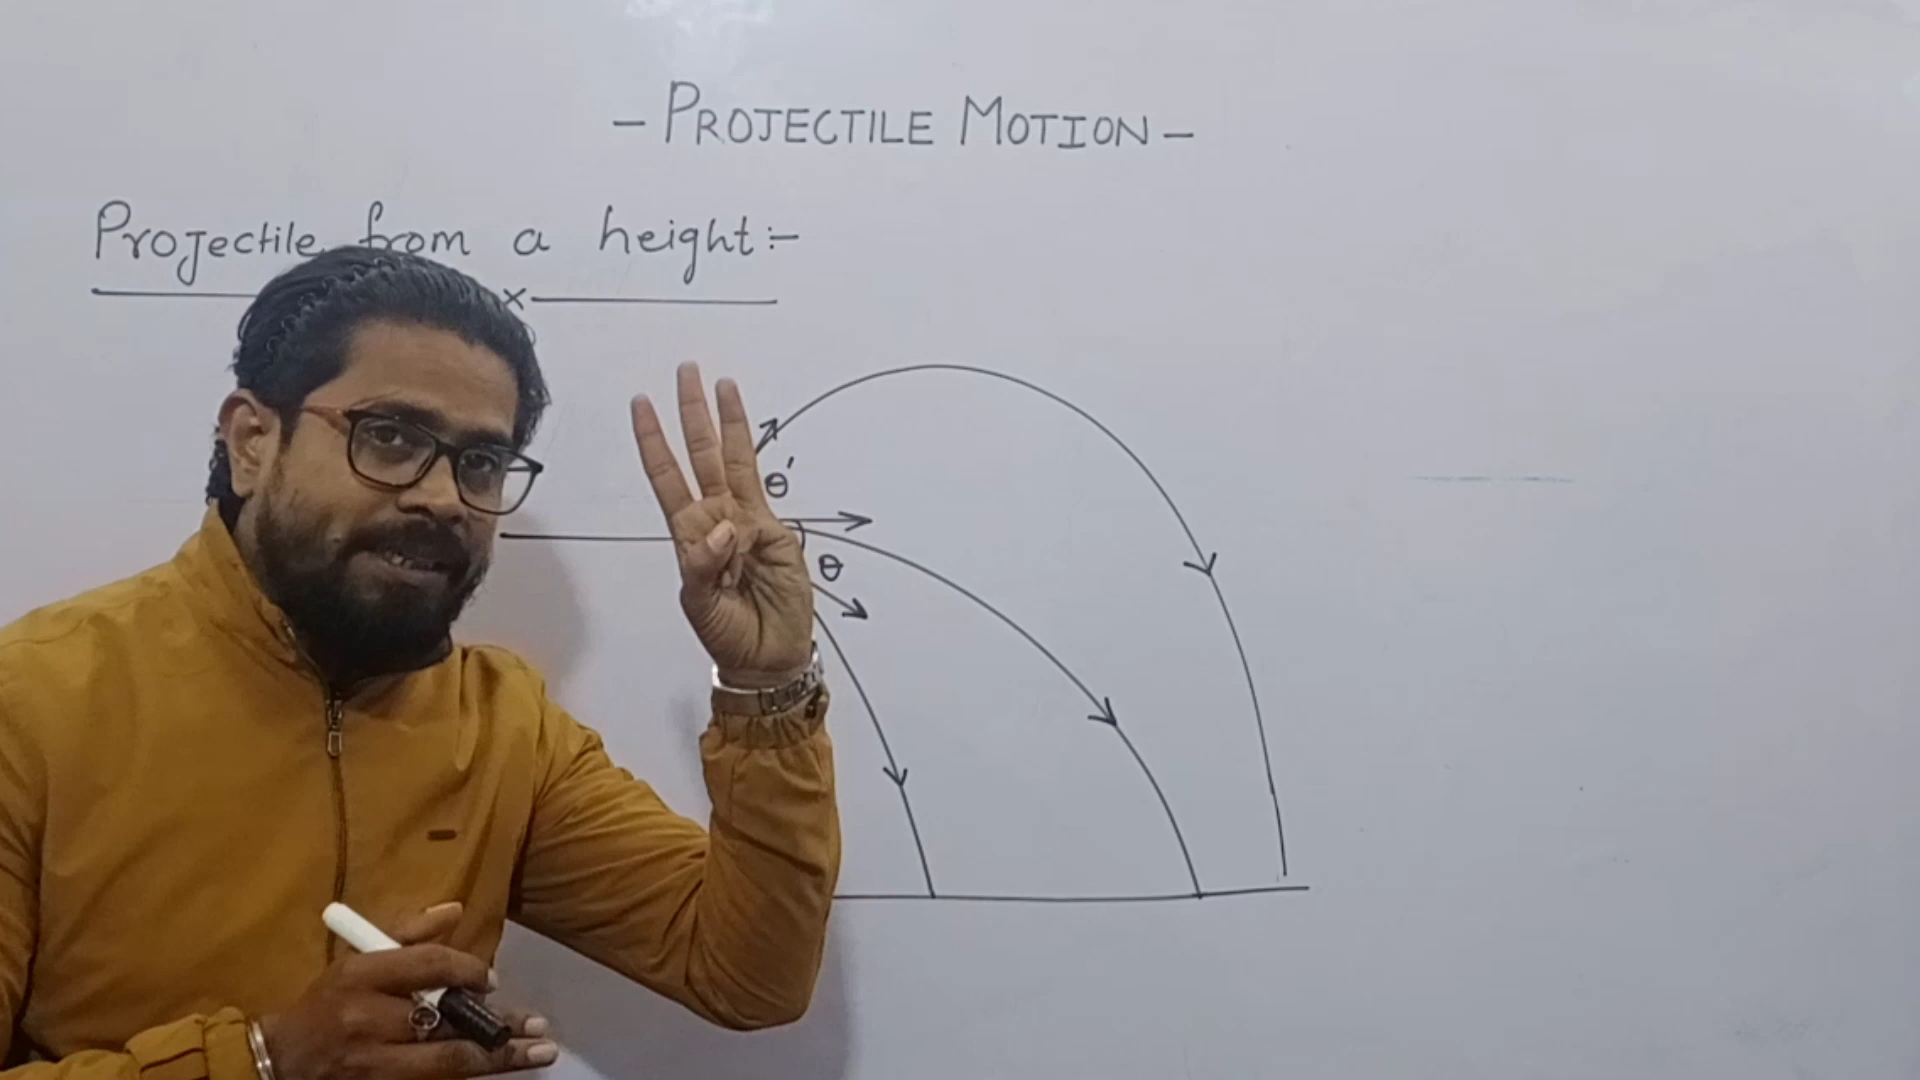 - PROJECTILE MOTION -
Projectile from a height:-
θ'
θ